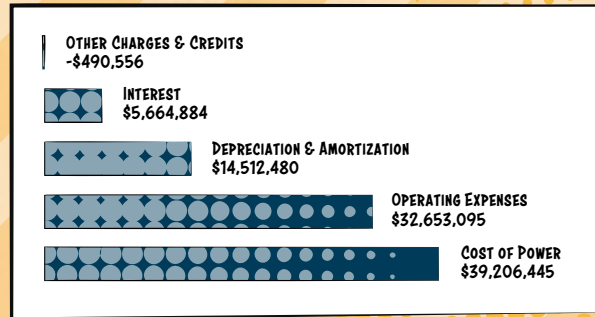 Other Charges & Credits
-$490,556
Interest
$5,664,884
Depreciation & Amortization
$14,512,480
Operating Expenses
$32,653,095
Cost of Power
$39,206,445